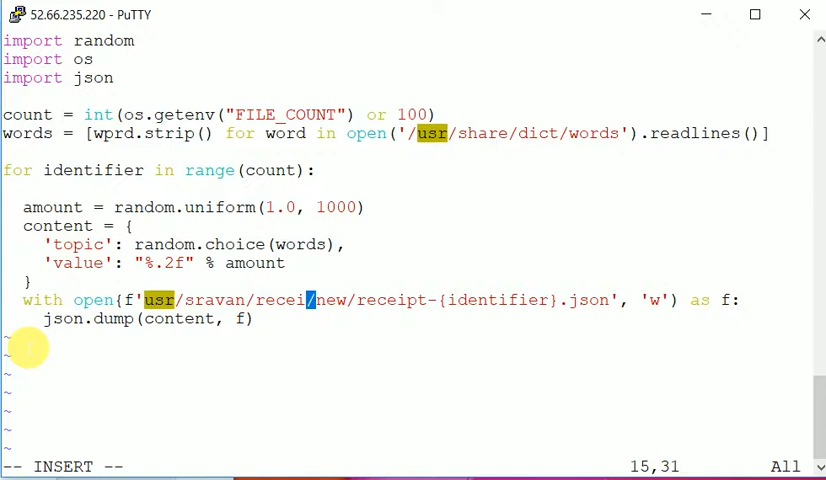 52.66.235.220 - PuTTY
import random
import os
import json
count = int(os.getenv("FILE_COUNT") or 100)
words = [wprd.strip() for word in open('/usr/share/dict/words').readlines()]
for identifier in range(count):
amount = random.uniform(1.0, 1000)
content = {
'topic': random.choice(words),
'value': "%.2f" % amount
}
with open{f'usr/sravan/recei/new/receipt-{identifier}.json', 'w') as f:
json.dump(content, f)
~
~
~
~
~
~
~
-- INSERT -- 15,31 All